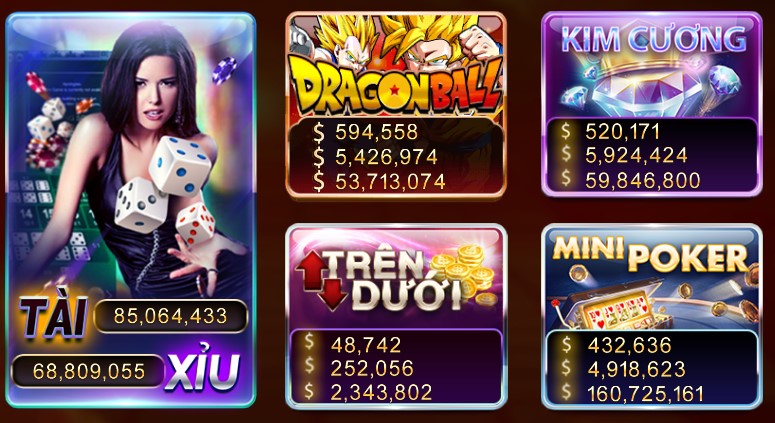 TÀI
85,064,433
68,809,055
XỈU
DRAGONBALL
$ 594,558
$ 5,426,974
$ 53,713,074
KIM CƯƠNG
$ 520,171
$ 5,924,424
$ 59,846,800
TRÊN
DƯỚI
$ 48,742
$ 252,056
$ 2,343,802
MINI POKER
$ 432,636
$ 4,918,623
$ 160,725,161